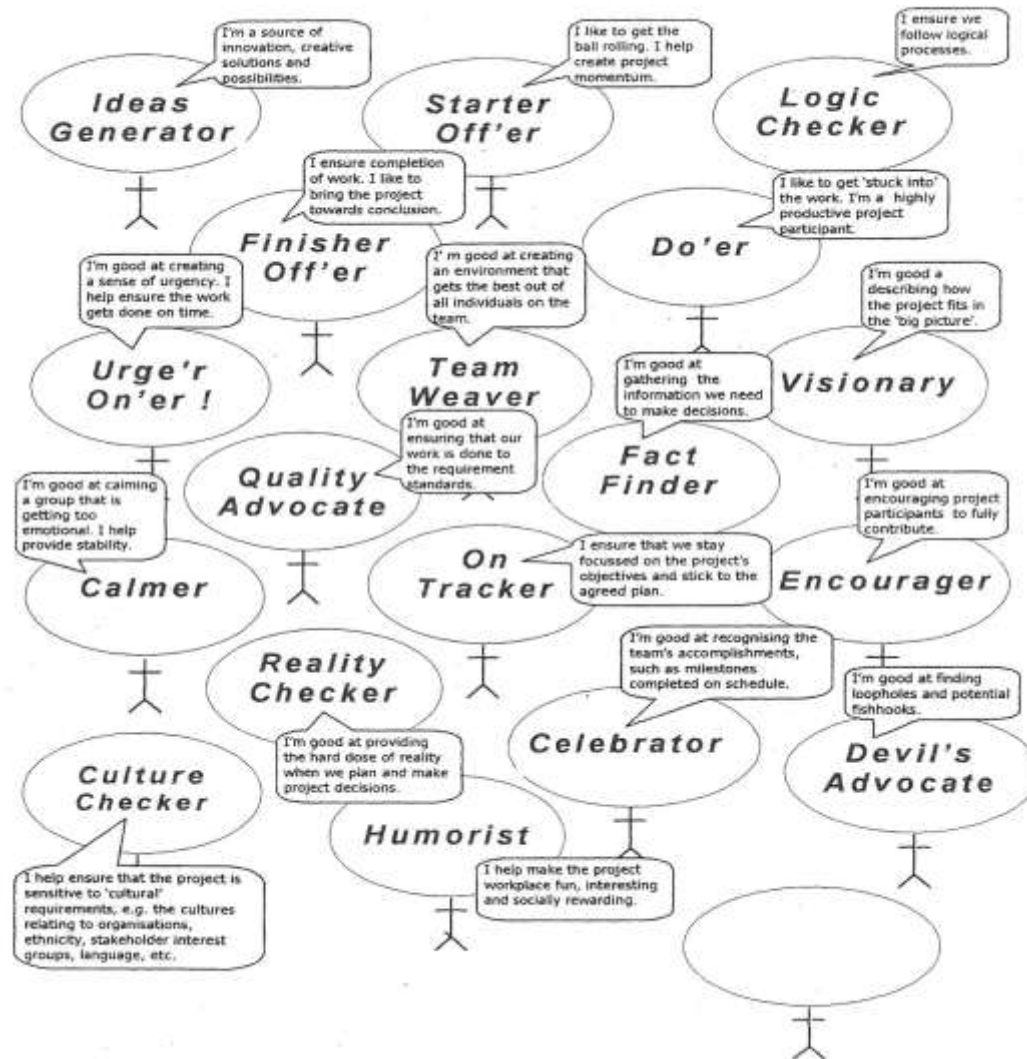 I'm a source of
innovation, creative
solutions and
possibilities.
Ideas
Generator
I like to get the
ball rolling. I help
create project
momentum.
Starter
Off'er
I ensure we
follow logical
processes.
Logic
Checker
I ensure completion
of work. I like to
bring the project
towards conclusion.
Finisher
Off'er
I like to get 'stuck into'
the work. I'm a highly
productive project
participant.
Do'er
I'm good at creating
a sense of urgency. I
help ensure the work
gets done on time.
Urge'r
On'er !
I' m good at creating
an environment that
gets the best out of
all individuals on the
team.
Team
Weaver
I'm good a
describing how
the project fits in
the 'big picture'.
Visionary
I'm good at
gathering the
information we need
to make decisions.
Fact
Finder
I'm good at
ensuring that our
work is done to
the requirement
standards.
Quality
Advocate
I'm good at calming
a group that is
getting too
emotional. I help
provide stability.
Calmer
I ensure that we stay
focussed on the project's
objectives and stick to the
agreed plan.
On
Tracker
I'm good at
encouraging project
participants to fully
contribute.
Encourager
Reality
Checker
I'm good at providing
the hard dose of reality
when we plan and make
project decisions.
I'm good at recognising the
team's accomplishments,
such as milestones
completed on schedule.
Celebrator
I'm good at finding
loopholes and potential
fishhooks.
Devil's
Advocate
Culture
Checker
I help ensure that the project is
sensitive to 'cultural'
requirements, e.g. the cultures
relating to organisations,
ethnicity, stakeholder interest
groups, language, etc.
Humorist
I help make the project
workplace fun, interesting
and socially rewarding.